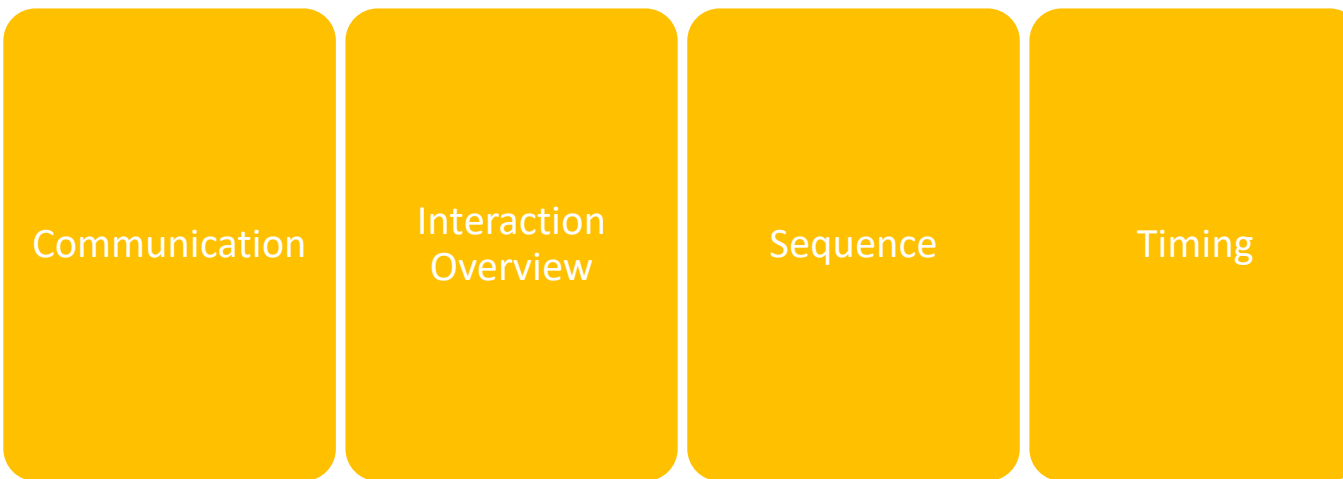 Communication
Interaction
Overview
Sequence
Timing